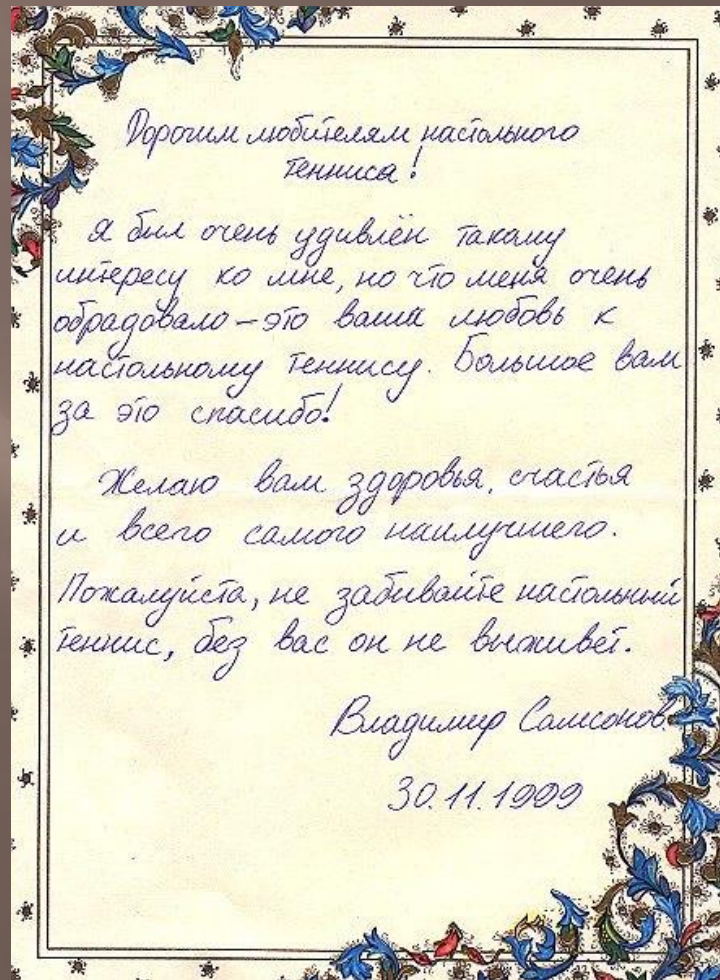 Дорогим любителям настольного
тенниса!
Я был очень удивлён такому
интересу ко мне, но что меня очень
обрадовало – это ваша любовь к
настольному теннису. Большое вам
за это спасибо!
Желаю вам здоровья, счастья
и всего самого наилучшего.
Пожалуйста, не забывайте настольный
теннис, без вас он не выживет.
Владимир Самсонов.
30.11.1999